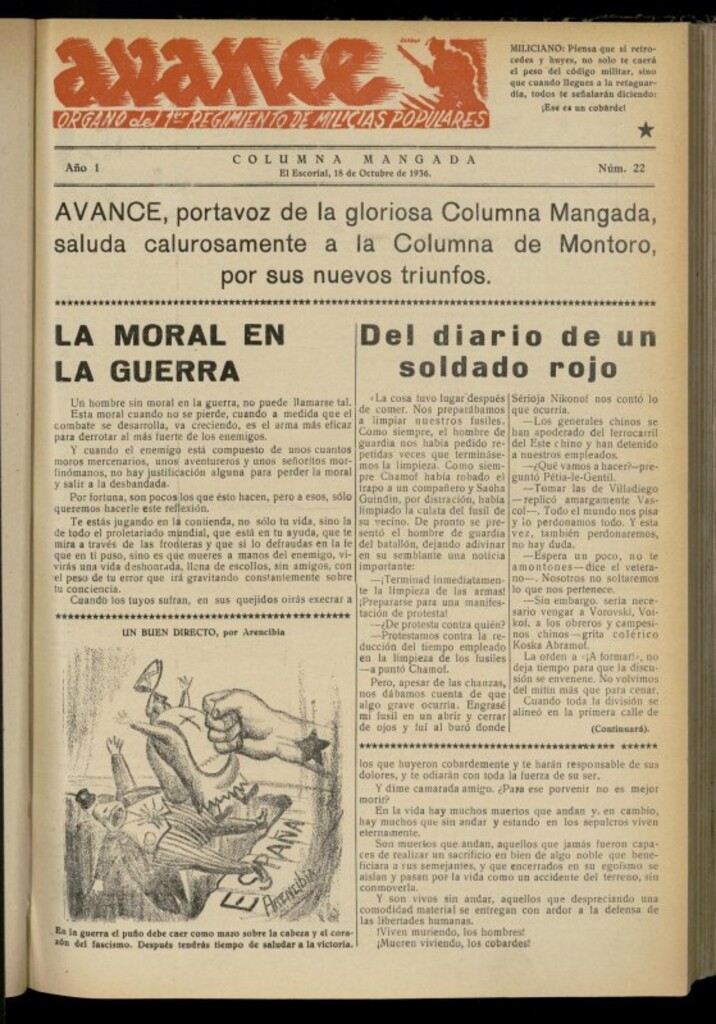 avance
ORGANO del 1er REGIMIENTO DE MILICIAS POPULARES
MILICIANO: Piensa que si retro-
cedes y huyes, no solo te caerá
el peso del código militar, sino
que cuando llegues a la retaguar-
dia, todos te señalarán diciendo:
¡Ese es un cobarde!
Año 1
COLUMNA MANGADA
El Escorial, 18 de Octubre de 1936.
Núm. 22
AVANCE, portavoz de la gloriosa Columna Mangada,
saluda calurosamente a la Columna de Montoro,
por sus nuevos triunfos.
LA MORAL EN
LA GUERRA
Un hombre sin moral en la guerra, no puede llamarse tal.
Esta moral cuando no se pierde, cuando a medida que el
combate se desarrolla, va creciendo, es el arma más eficaz
para derrotar al más fuerte de los enemigos.
Y cuando el enemigo está compuesto de unos cuantos
moros mercenarios, unos aventureros y unos señoritos mor-
finómanos, no hay justificación alguna para perder la moral
y salir a la desbandada.
Por fortuna, son pocos los que ésto hacen, pero a esos, sólo
queremos hacerle este reflexión.
Te estás jugando en la contienda, no sólo tu vida, sino la
de todo el proletariado mundial, que está en tu ayuda, que te
mira a través de las fronteras y que si lo defraudas en la fe
que en ti puso, si no es que mueres a manos del enemigo, vi-
virás una vida deshonrada, llena de escollos, sin amigos, con
el peso de tu error que irá gravitando constantemente sobre
tu conciencia.
Cuando los tuyos sufran, en sus quejidos oirás execrar a
UN BUEN DIRECTO, por Arencibia
ESPAÑA
Arencibia
En la guerra el puño debe caer como mazo sobre la cabeza y el cora-
zón del fascismo. Después tendrás tiempo de saludar a la victoria.
Del diario de un
soldado rojo
«La cosa tuvo lugar después
de comer. Nos preparábamos
a limpiar nuestros fusiles.
Como siempre, el hombre de
guardia nos había pedido re-
petidas veces que terminásé-
mos la limpieza. Como siem-
pre Chamof había robado el
trapo a un compañero y Sacha
Guindin, por distracción, había
limpiado la culata del fusil de
su vecino. De pronto se pre-
sentó el hombre de guardia
del batallón, dejando adivinar
en su semblante una noticia
importante:
—¡Terminad inmediatamen-
te la limpieza de las armas!
¡Prepararse para una manifes-
tación de protesta!
—¿De protesta contra quién?
—Protestamos contra la re-
ducción del tiempo empleado
en la limpieza de los fusiles
—apuntó Chamof.
Pero, apesar de las chanzas,
nos dábamos cuenta de que
algo grave ocurría. Engrasé
mi fusil en un abrir y cerrar
de ojos y fuí al buró donde
Sérioja Nikonof nos contó lo
que ocurría.
—Los generales chinos se
han apoderado del ferrocarril
del Este chino y han detenido
a nuestros empleados.
—¿Qué vamos a hacer?—pre-
guntó Pétia-le-Gentil.
—Tomar las de Villadiego
—replicó amargamente Vas-
col—. Todo el mundo nos pisa
y lo perdonamos todo. Y esta
vez, también perdonaremos,
no hay duda.
—Espera un poco, no te
amontones—dice el vetera-
no—. Nosotros no soltaremos
lo que nos pertenece.
—Sin embargo, sería nece-
sario vengar a Vorovski, Voi-
kof, a los obreros y campesi-
nos chinos—grita colérico
Koska Abramof.
La orden a «¡A formar!», no
deja tiempo para que la discu-
sión se envenene. No volvimos
del mitin más que para cenar.
Cuando toda la división se
alineó en la primera calle de
(Continuará).
los que huyeron cobardemente y te harán responsable de sus
dolores, y te odiarán con toda la fuerza de su ser.
Y dime camarada amigo. ¿Para ese porvenir no es mejor
morir?
En la vida hay muchos muertos que andan y, en cambio,
hay muchos que sin andar y estando en los sepulcros viven
eternamente.
Son muertos que andan, aquellos que jamás fueron capa-
ces de realizar un sacrificio en bien de algo noble que bene-
ficiara a sus semejantes, y que encerrados en su egoísmo se
aislan y pasan por la vida como un accidente del terreno, sin
conmoverla.
Y son vivos sin andar, aquellos que despreciando una
comodidad material se entregan con ardor a la defensa de
las libertades humanas.
¡Viven muriendo, los hombres!
¡Mueren viviendo, los cobardes!